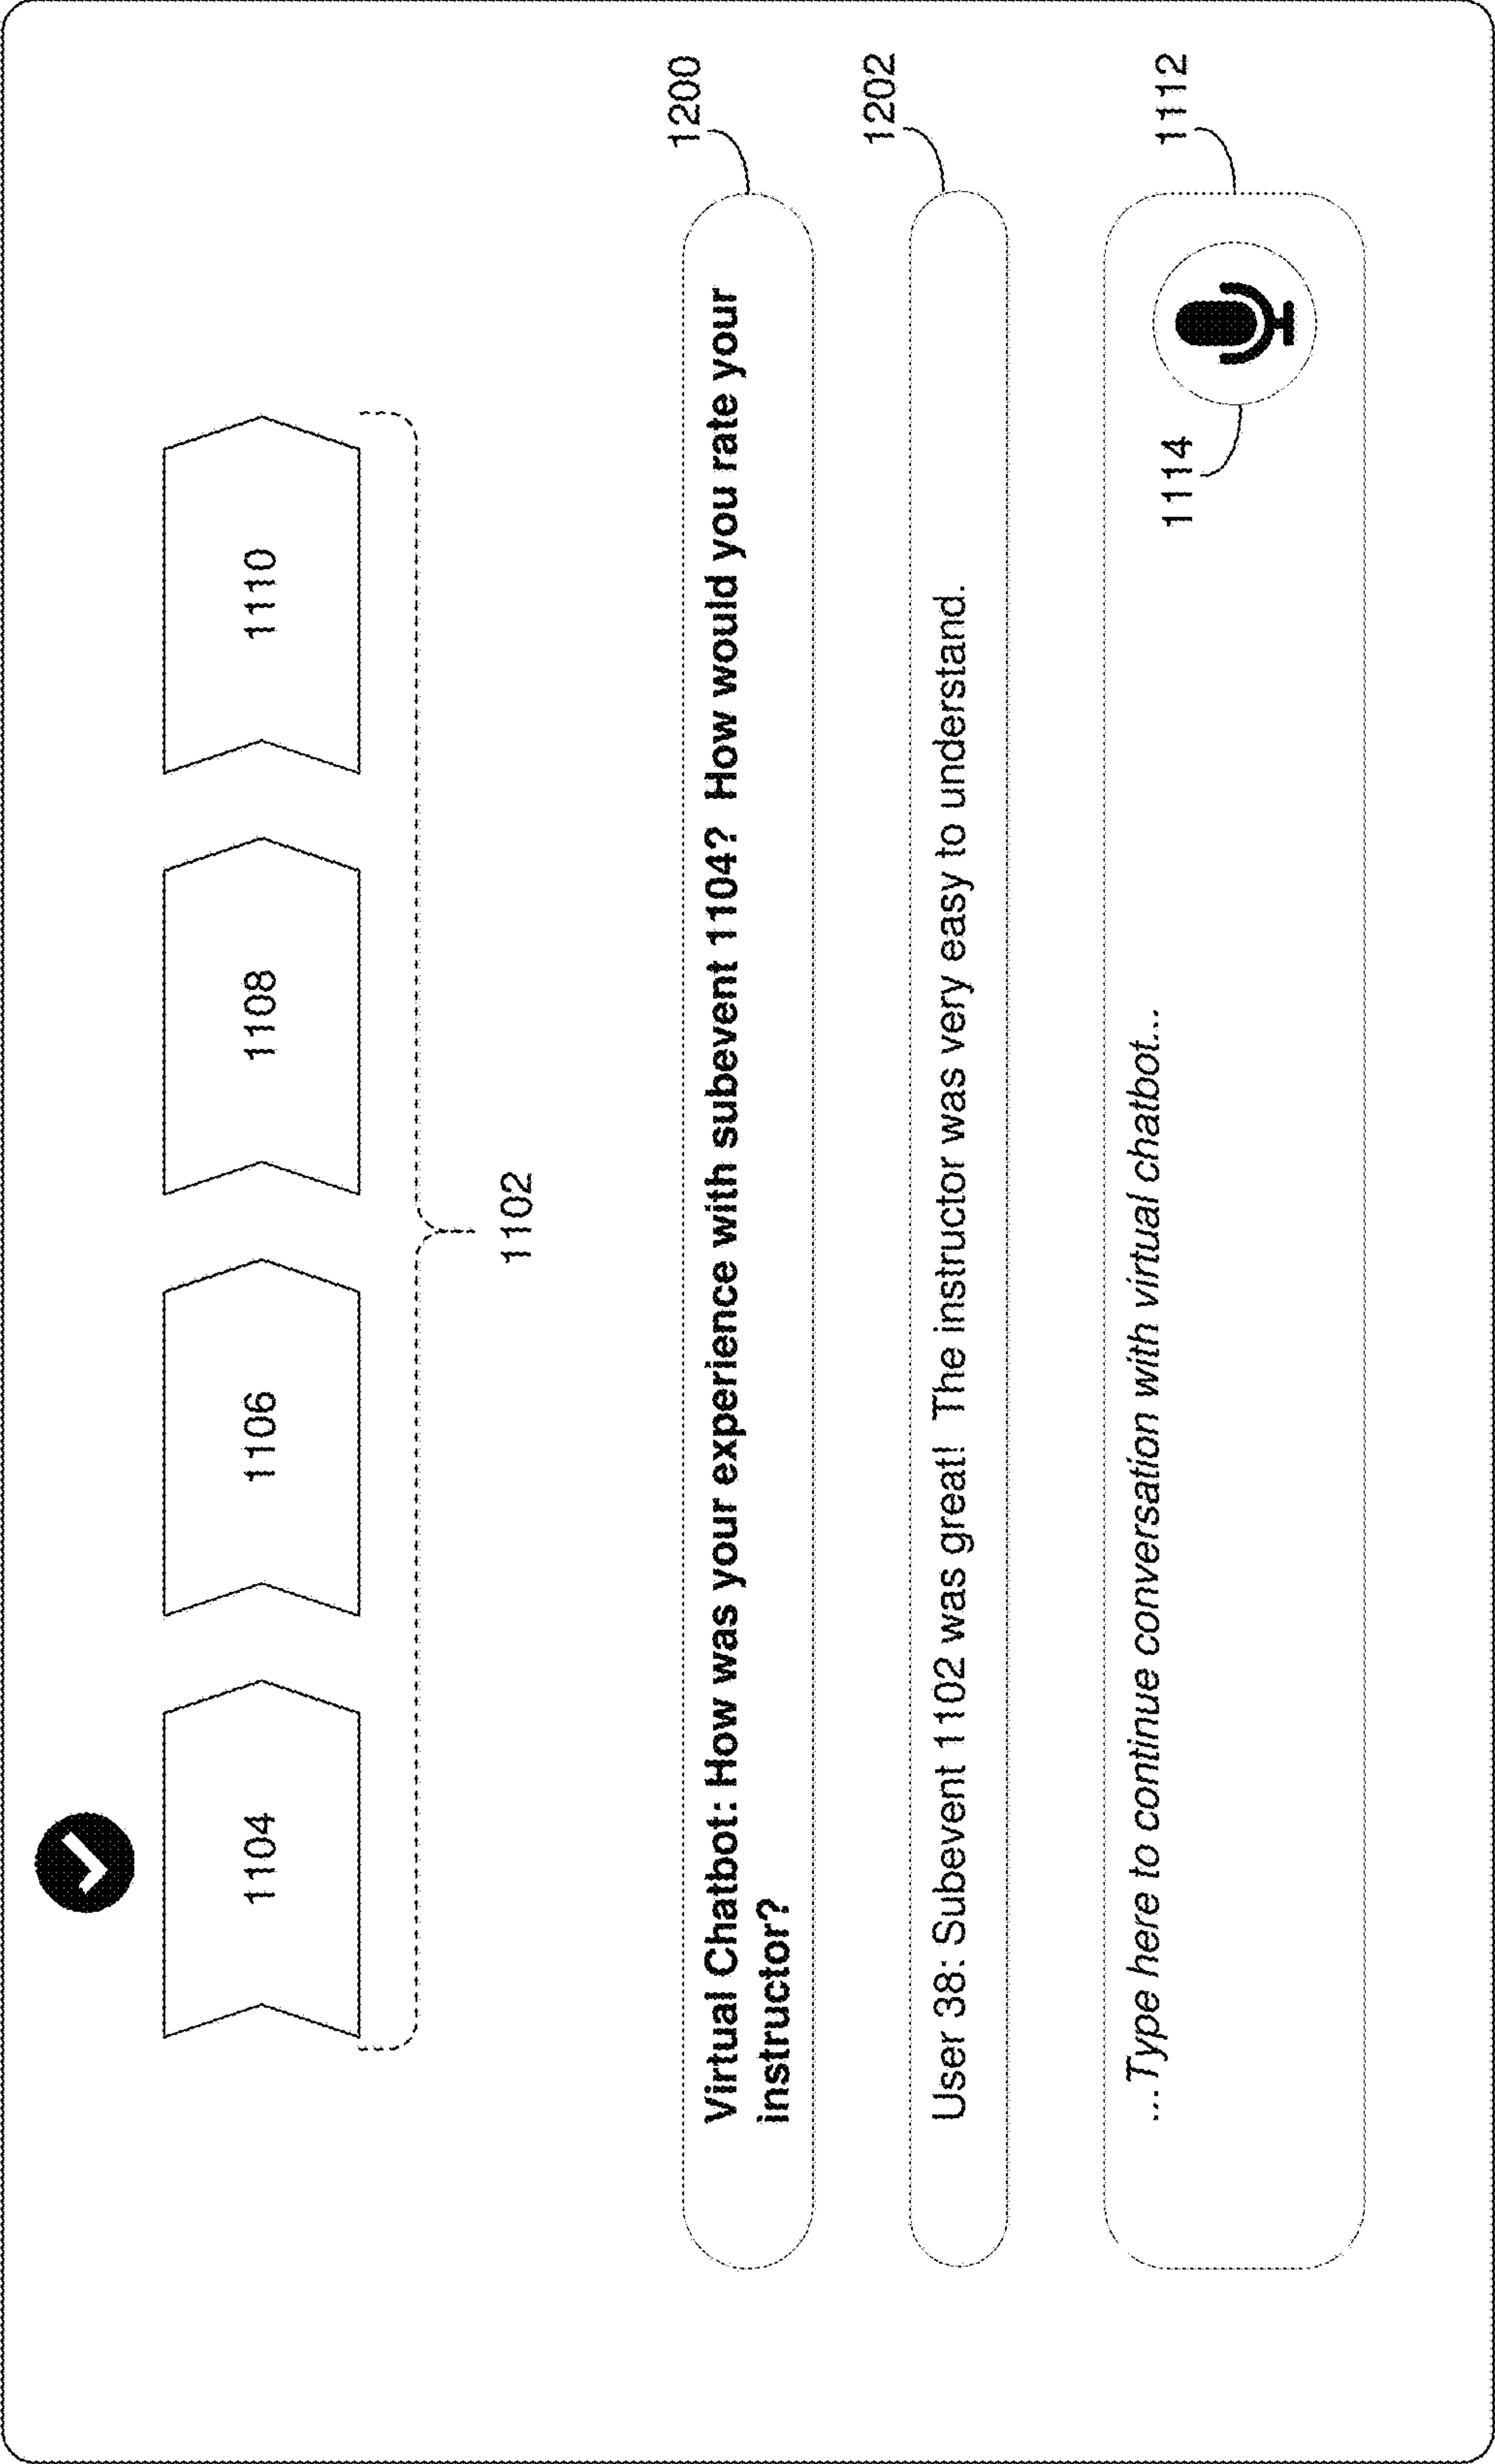 1104
1106
1108
1110
1102
1200
Virtual Chatbot: How was your experience with subevent 1104? How would you rate your
instructor?
1202
User 38: Subevent 1102 was great! The instructor was very easy to understand.
1112
...Type here to continue conversation with virtual chatbot...
1114